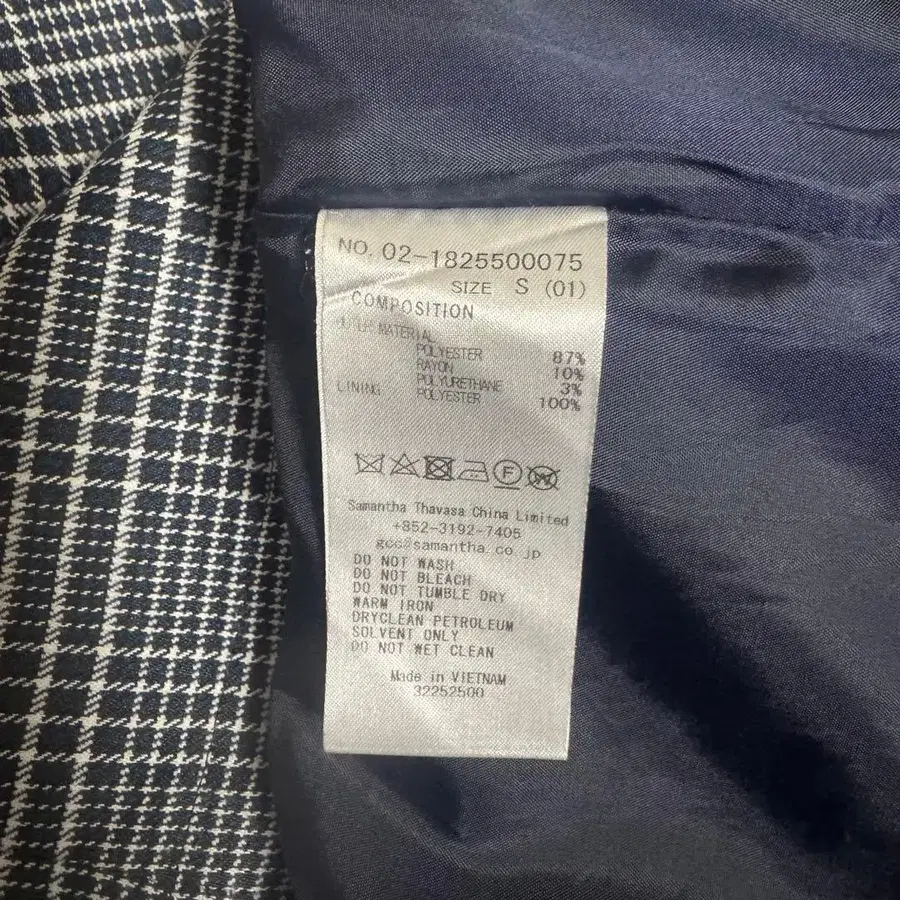 NO. 02-1825500075
SIZE S (01)
COMPOSITION
OUTER MATERIAL
POLYESTER 87%
RAYON 10%
POLYURETHANE 3%
LINING POLYESTER 100%
F W
Samantha Thavasa China Limited
+852-3192-7405
gcc@samantha.co.jp
DO NOT WASH
DO NOT BLEACH
DO NOT TUMBLE DRY
WARM IRON
DRYCLEAN PETROLEUM
SOLVENT ONLY
DO NOT WET CLEAN
Made in VIETNAM
32252500